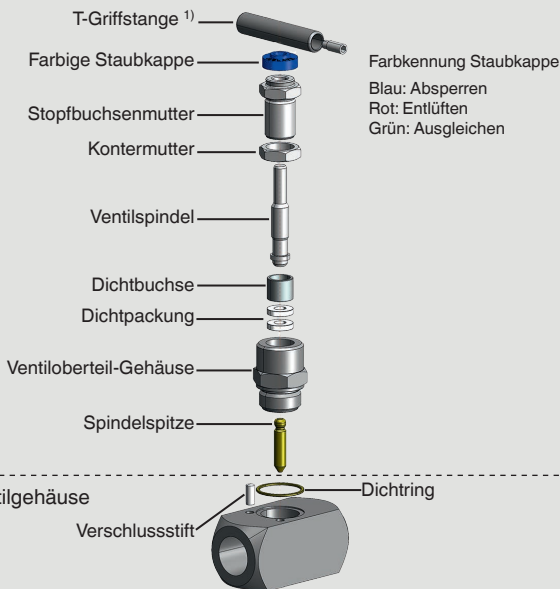 T-Griffstange 1)
Farbige Staubkappe
Farbkennung Staubkappe
Blau: Absperren
Rot: Entlüften
Grün: Ausgleichen
Stopfbuchsenmutter
Kontermutter
Ventilspindel
Dichtbuchse
Dichtpackung
Ventiloberteil-Gehäuse
Spindelspitze
tilgehäuse
Dichtring
Verschlussstift